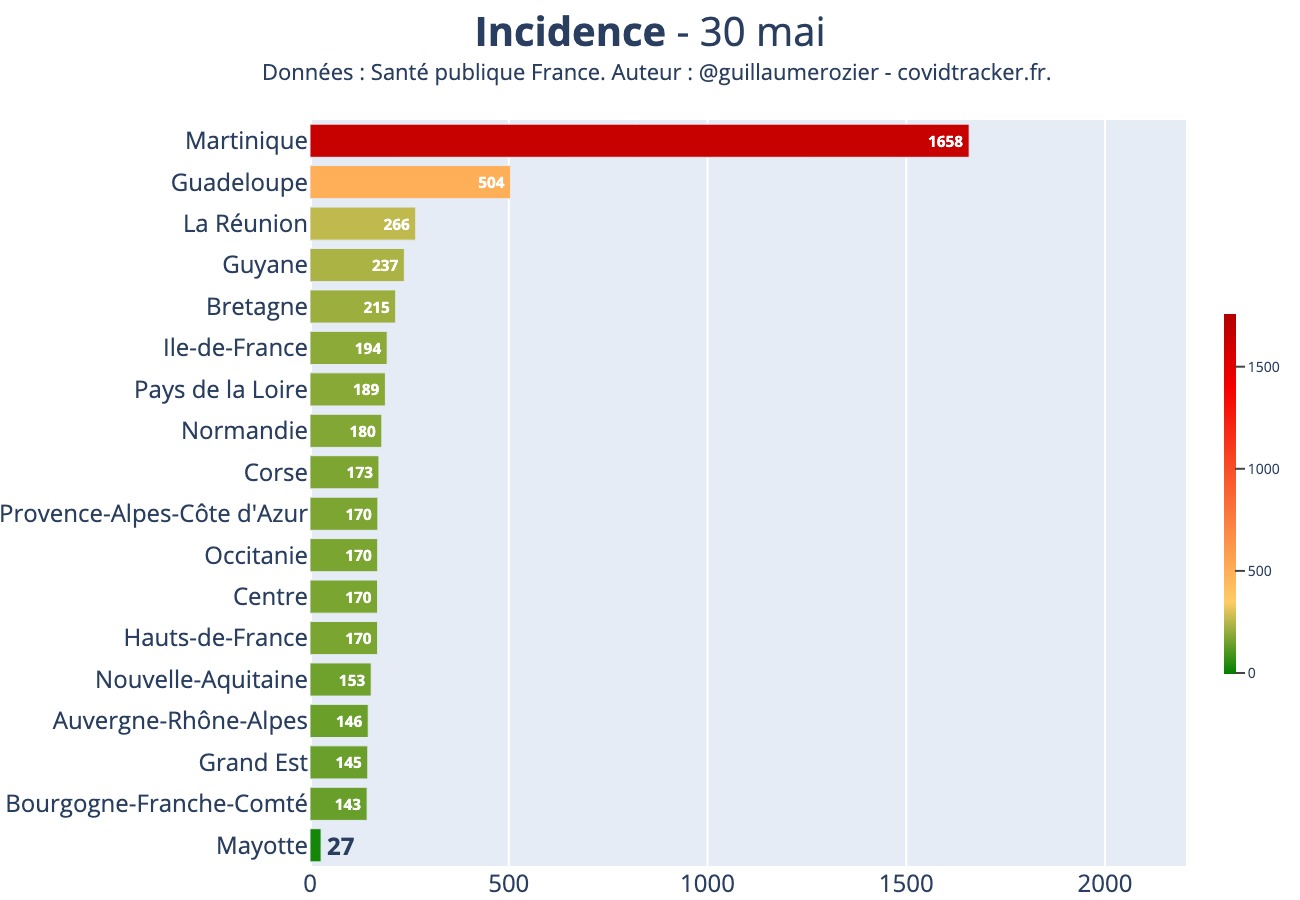 Incidence - 30 mai
Données : Santé publique France. Auteur : @guillaumerozier - covidtracker.fr.
Martinique 1658
Guadeloupe 504
La Réunion 266
Guyane 237
Bretagne 215
Ile-de-France 194
Pays de la Loire 189
Normandie 180
Corse 173
Provence-Alpes-Côte d'Azur 170
Occitanie 170
Centre 170
Hauts-de-France 170
Nouvelle-Aquitaine 153
Auvergne-Rhône-Alpes 146
Grand Est 145
Bourgogne-Franche-Comté 143
Mayotte 27
0 500 1000 1500 2000
1500
1000
500
0